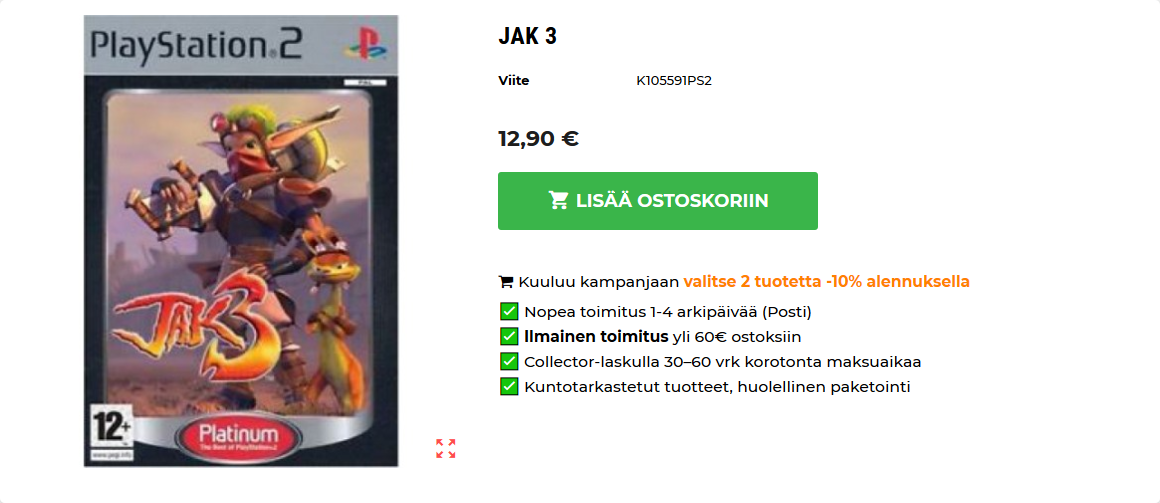 PlayStation®2
PAL
JAK 3
12+
www.pegi.info
Platinum
The Best of PlayStation®2
JAK 3
Viite K105591PS2
12,90 €
LISÄÄ OSTOSKORIIN
Kuuluu kampanjaan valitse 2 tuotetta -10% alennuksella
Nopea toimitus 1-4 arkipäivää (Posti)
Ilmainen toimitus yli 60€ ostoksiin
Collector-laskulla 30–60 vrk korotonta maksuaikaa
Kuntotarkastetut tuotteet, huolellinen paketointi